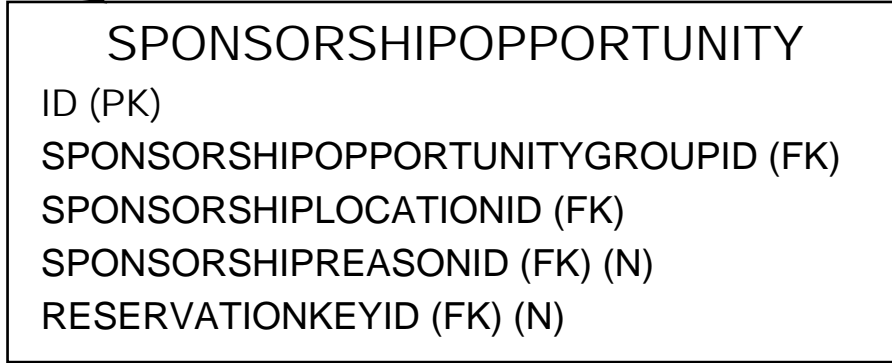 SPONSORSHIPOPPORTUNITY
ID (PK)
SPONSORSHIPOPPORTUNITYGROUPID (FK)
SPONSORSHIPLOCATIONID (FK)
SPONSORSHIPREASONID (FK) (N)
RESERVATIONKEYID (FK) (N)